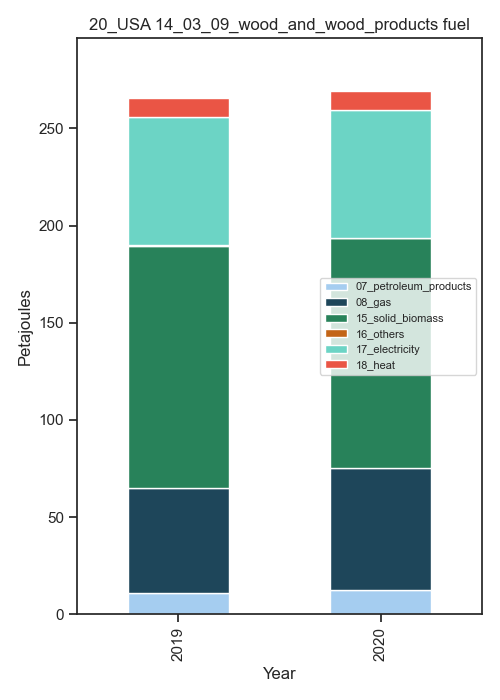 20_USA 14_03_09_wood_and_wood_products fuel
Petajoules
250
200
150
100
50
0
07_petroleum_products
08_gas
15_solid_biomass
16_others
17_electricity
18_heat
2019
2020
Year